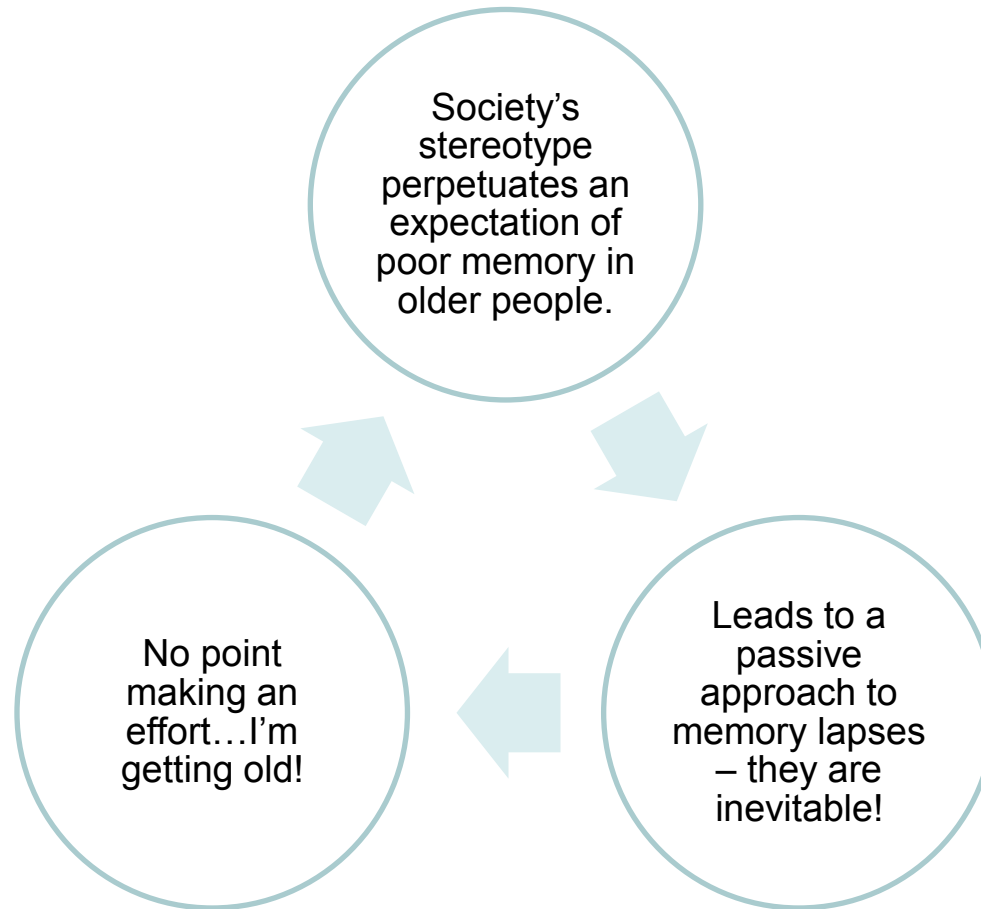 Society’s
stereotype
perpetuates an
expectation of
poor memory in
older people.
Leads to a
passive
approach to
memory lapses
– they are
inevitable!
No point
making an
effort…I’m
getting old!